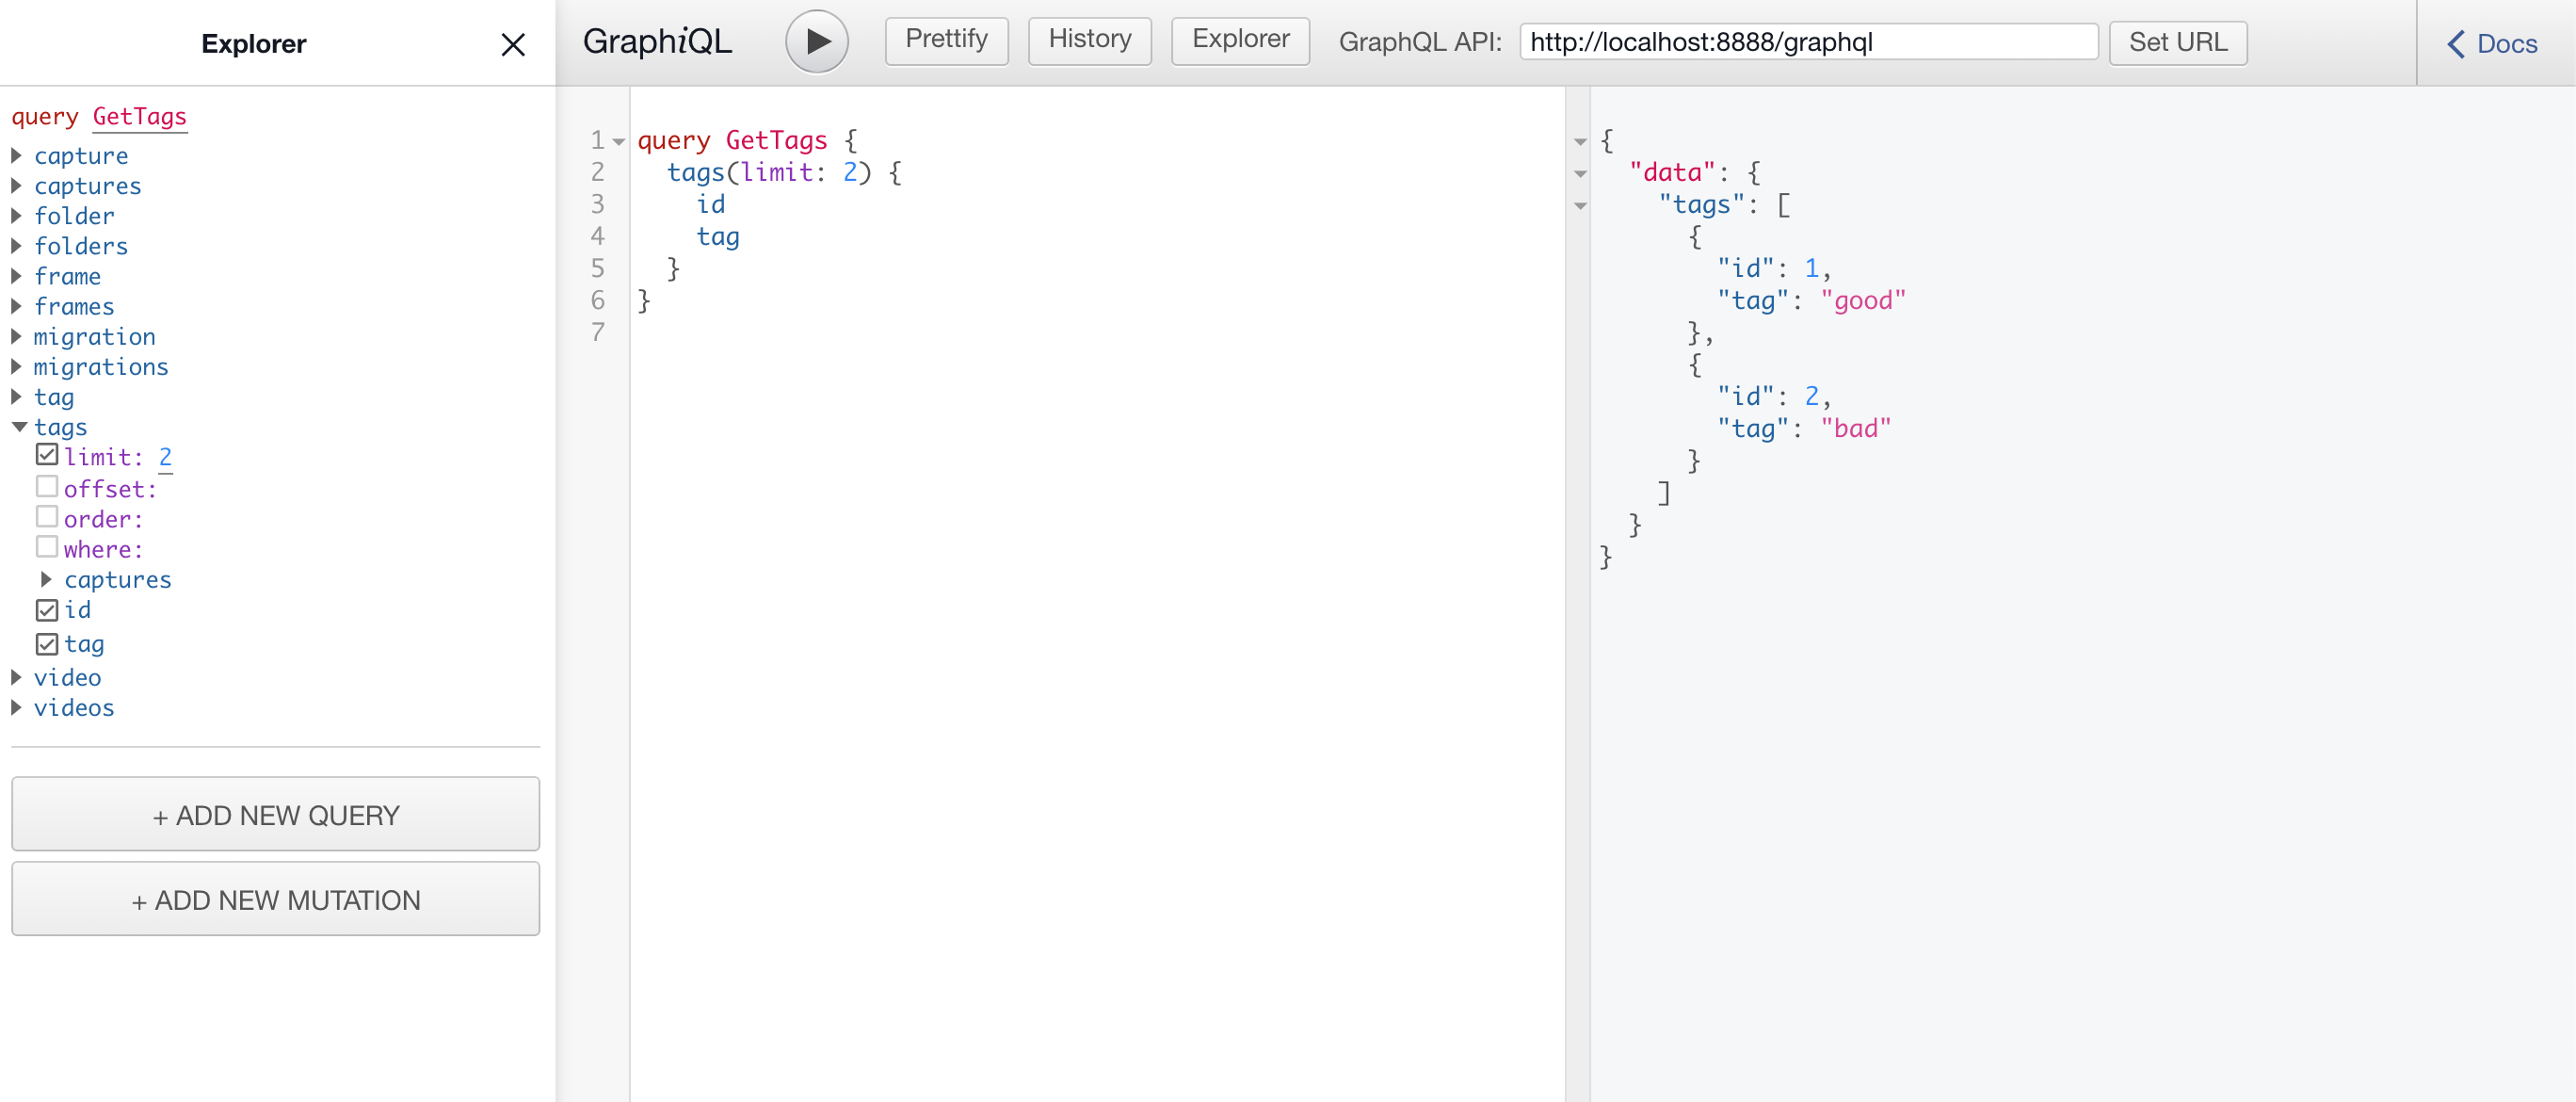 Explorer
GraphiQL Prettify History Explorer GraphQL API: http://localhost:8888/graphql Set URL Docs
query GetTags
capture
captures
folder
folders
frame
frames
migration
migrations
tag
tags
limit: 2
offset:
order:
where:
captures
id
tag
video
videos
+ ADD NEW QUERY
+ ADD NEW MUTATION
1 query GetTags {
2 tags(limit: 2) {
3 id
4 tag
5 }
6 }
7
{
"data": {
"tags": [
{
"id": 1,
"tag": "good"
},
{
"id": 2,
"tag": "bad"
}
]
}
}